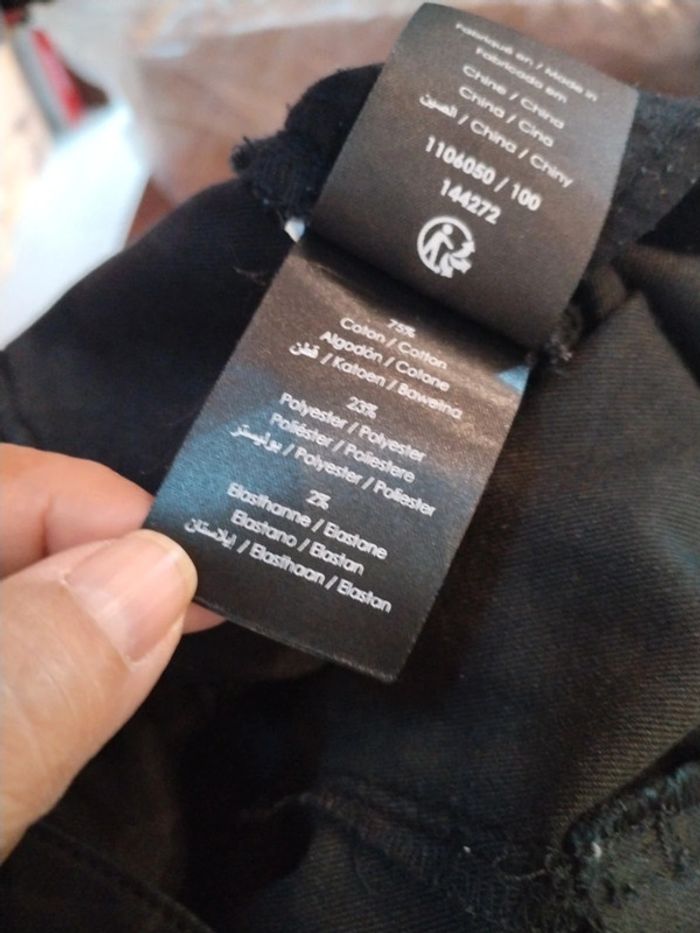 Fabriqué en / Made in
Fabricado em
Chine / China
China / Cina
الصين / China / Chiny
1106050 / 100
144272
75%
Coton / Cotton
Algodón / Cotone
قطن / Katoen / Bawełna
23%
Polyester / Polyester
Poliéster / Poliestere
بوليستر / Polyester / Poliester
2%
Elasthanne / Elastane
Elastano / Elastan
إيلاستان / Elasthaan / Elastan